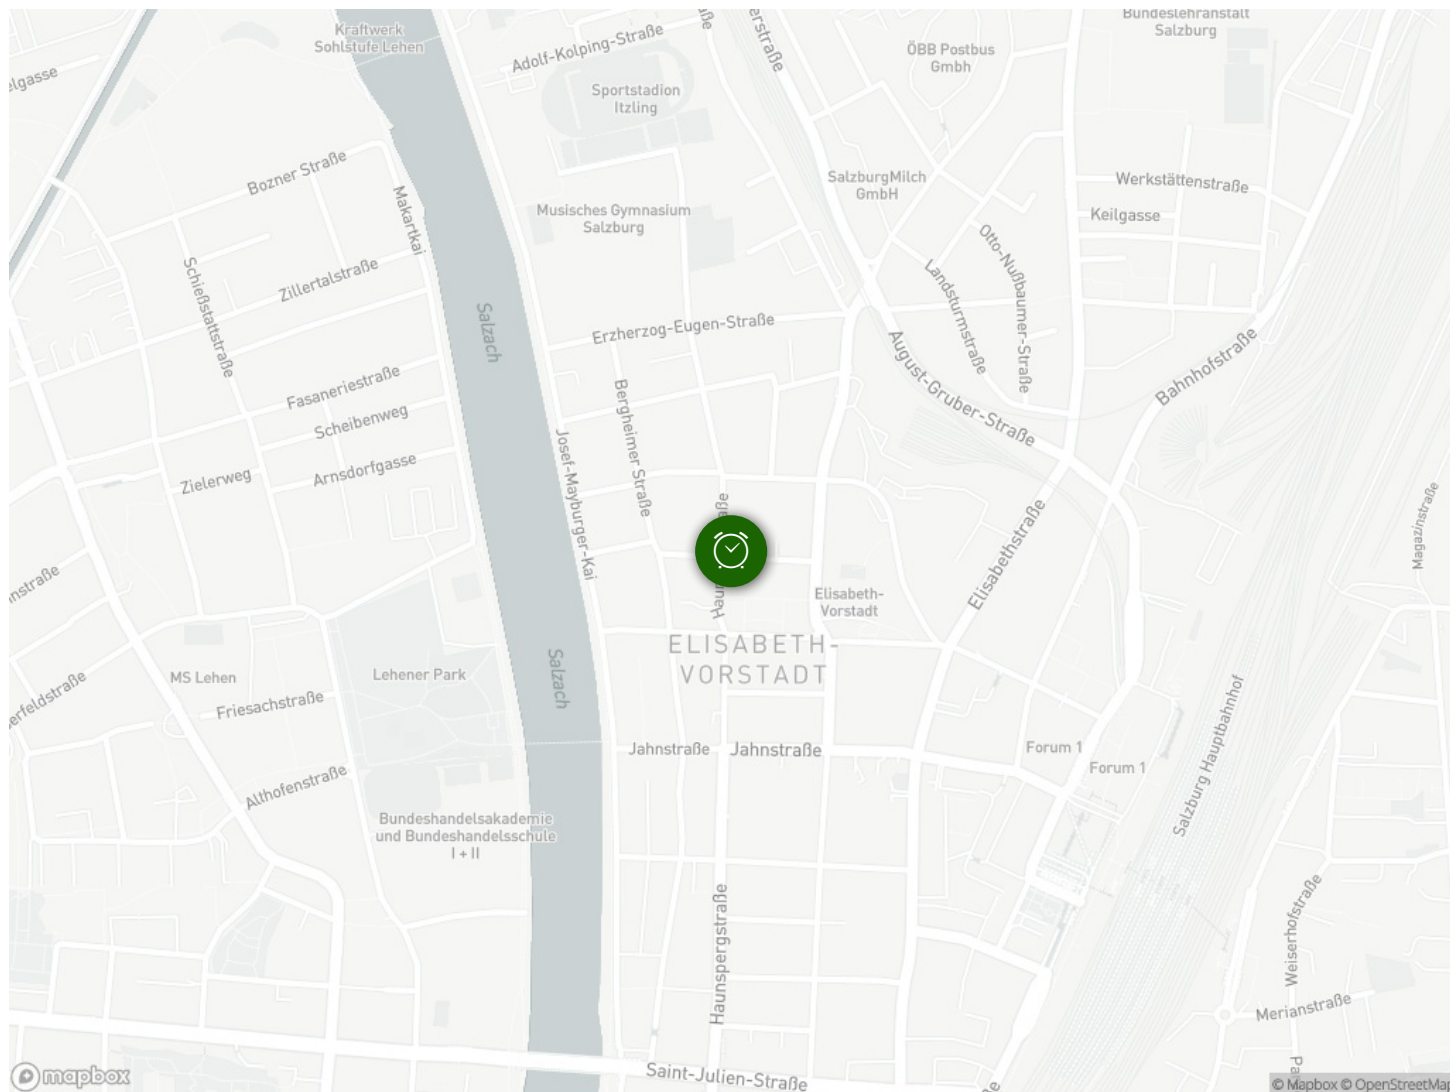 Kraftwerk
Sohlstufe Lehen
Adolf-Kolping-Straße
Sportstadion
Itzling
ÖBB Postbus
Gmbh
Bundeslehranstalt
Salzburg
Bozner Straße
Makartkai
Musisches Gymnasium
Salzburg
SalzburgMilch
GmbH
Werkstättenstraße
Keilgasse
Otto-Nußbaumer-Straße
Landsturmstraße
Schießstattstraße
Zillertalstraße
Salzach
Erzherzog-Eugen-Straße
August-Gruber-Straße
Bahnhofstraße
Fasaneriestraße
Scheibenweg
Arnsdorfgasse
Zielerweg
Bergheimer Straße
Josef-Mayburger-Kai
Elisabethstraße
Magazinstraße
Elisabeth-
Vorstadt
ELISABETH-
VORSTADT
MS Lehen
Lehener Park
Salzach
Friesachstraße
Jahnstraße
Jahnstraße
Forum 1
Forum 1
Salzburg Hauptbahnhof
Althofenstraße
Bundeshandelsakademie
und Bundeshandelsschule
I + II
Haunspergstraße
Weiserhofstraße
Merianstraße
Saint-Julien-Straße
mapbox
© Mapbox © OpenStreetMap